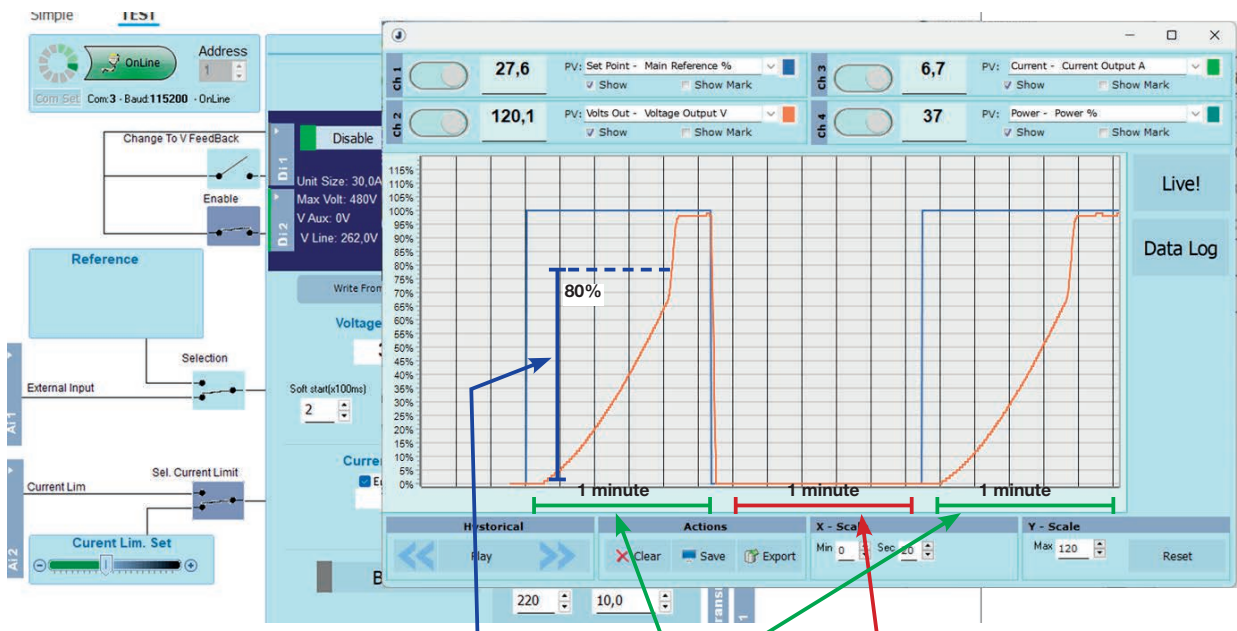 Simple TEST
OnLine
Address
1
Com Set Com:3 - Baud:115200 - OnLine
Change To V FeedBack
Enable
Di 1
Di 2
Disable
Unit Size: 30,0A
Max Volt: 480V
V Aux: 0V
V Line: 262,0V
Reference
Write From
Voltage
Selection
External Input
Soft start(x100ms)
2
Ai 1
Sel. Current Limit
Current Lim
Ai 2
Curent Lim. Set
220 10,0
1
ch 1 27,6 PV: Set Point - Main Reference %
Show Show Mark
ch 3 6,7 PV: Current - Current Output A
Show Show Mark
ch 2 120,1 PV: Volts Out - Voltage Output V
Show Show Mark
ch 4 37 PV: Power - Power %
Show Show Mark
115%
110%
105%
100%
95%
90%
85%
80%
75%
70%
65%
60%
55%
50%
45%
40%
35%
30%
25%
20%
15%
10%
5%
0%
80%
1 minute 1 minute 1 minute
Live!
Data Log
Hystorical
Play
Actions
Clear Save Export
X - Scale
Min 0 Sec 20
Y - Scale
Max 120 Reset